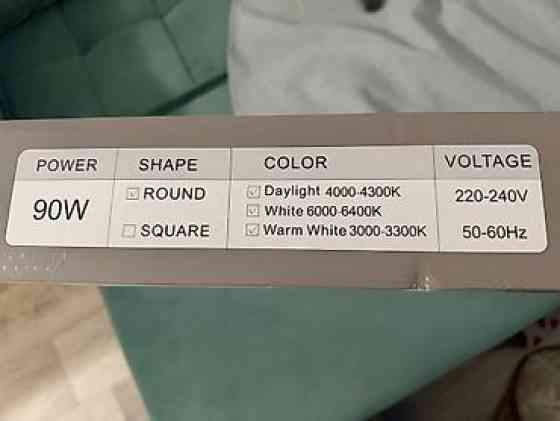 POWER SHAPE COLOR VOLTAGE
90W
ROUND
SQUARE
Daylight 4000-4300K
White 6000-6400K
Warm White 3000-3300K
220-240V
50-60Hz